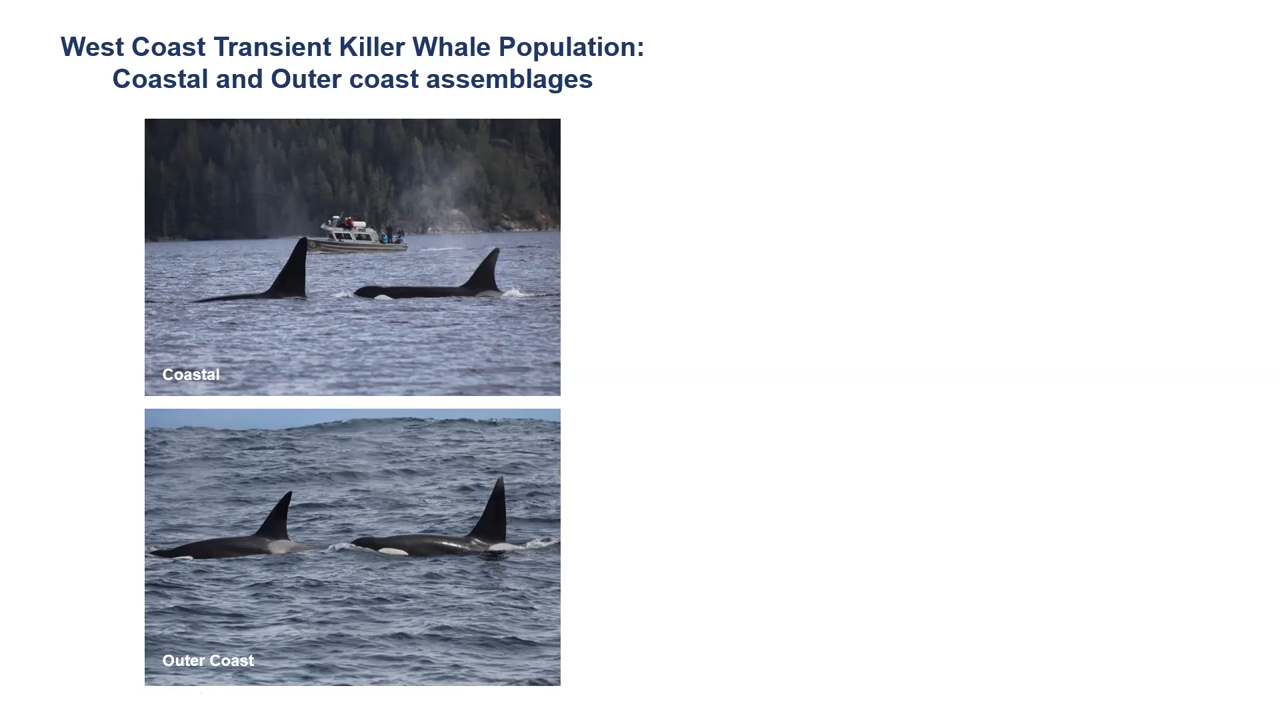 West Coast Transient Killer Whale Population:
Coastal and Outer coast assemblages
Coastal
Outer Coast